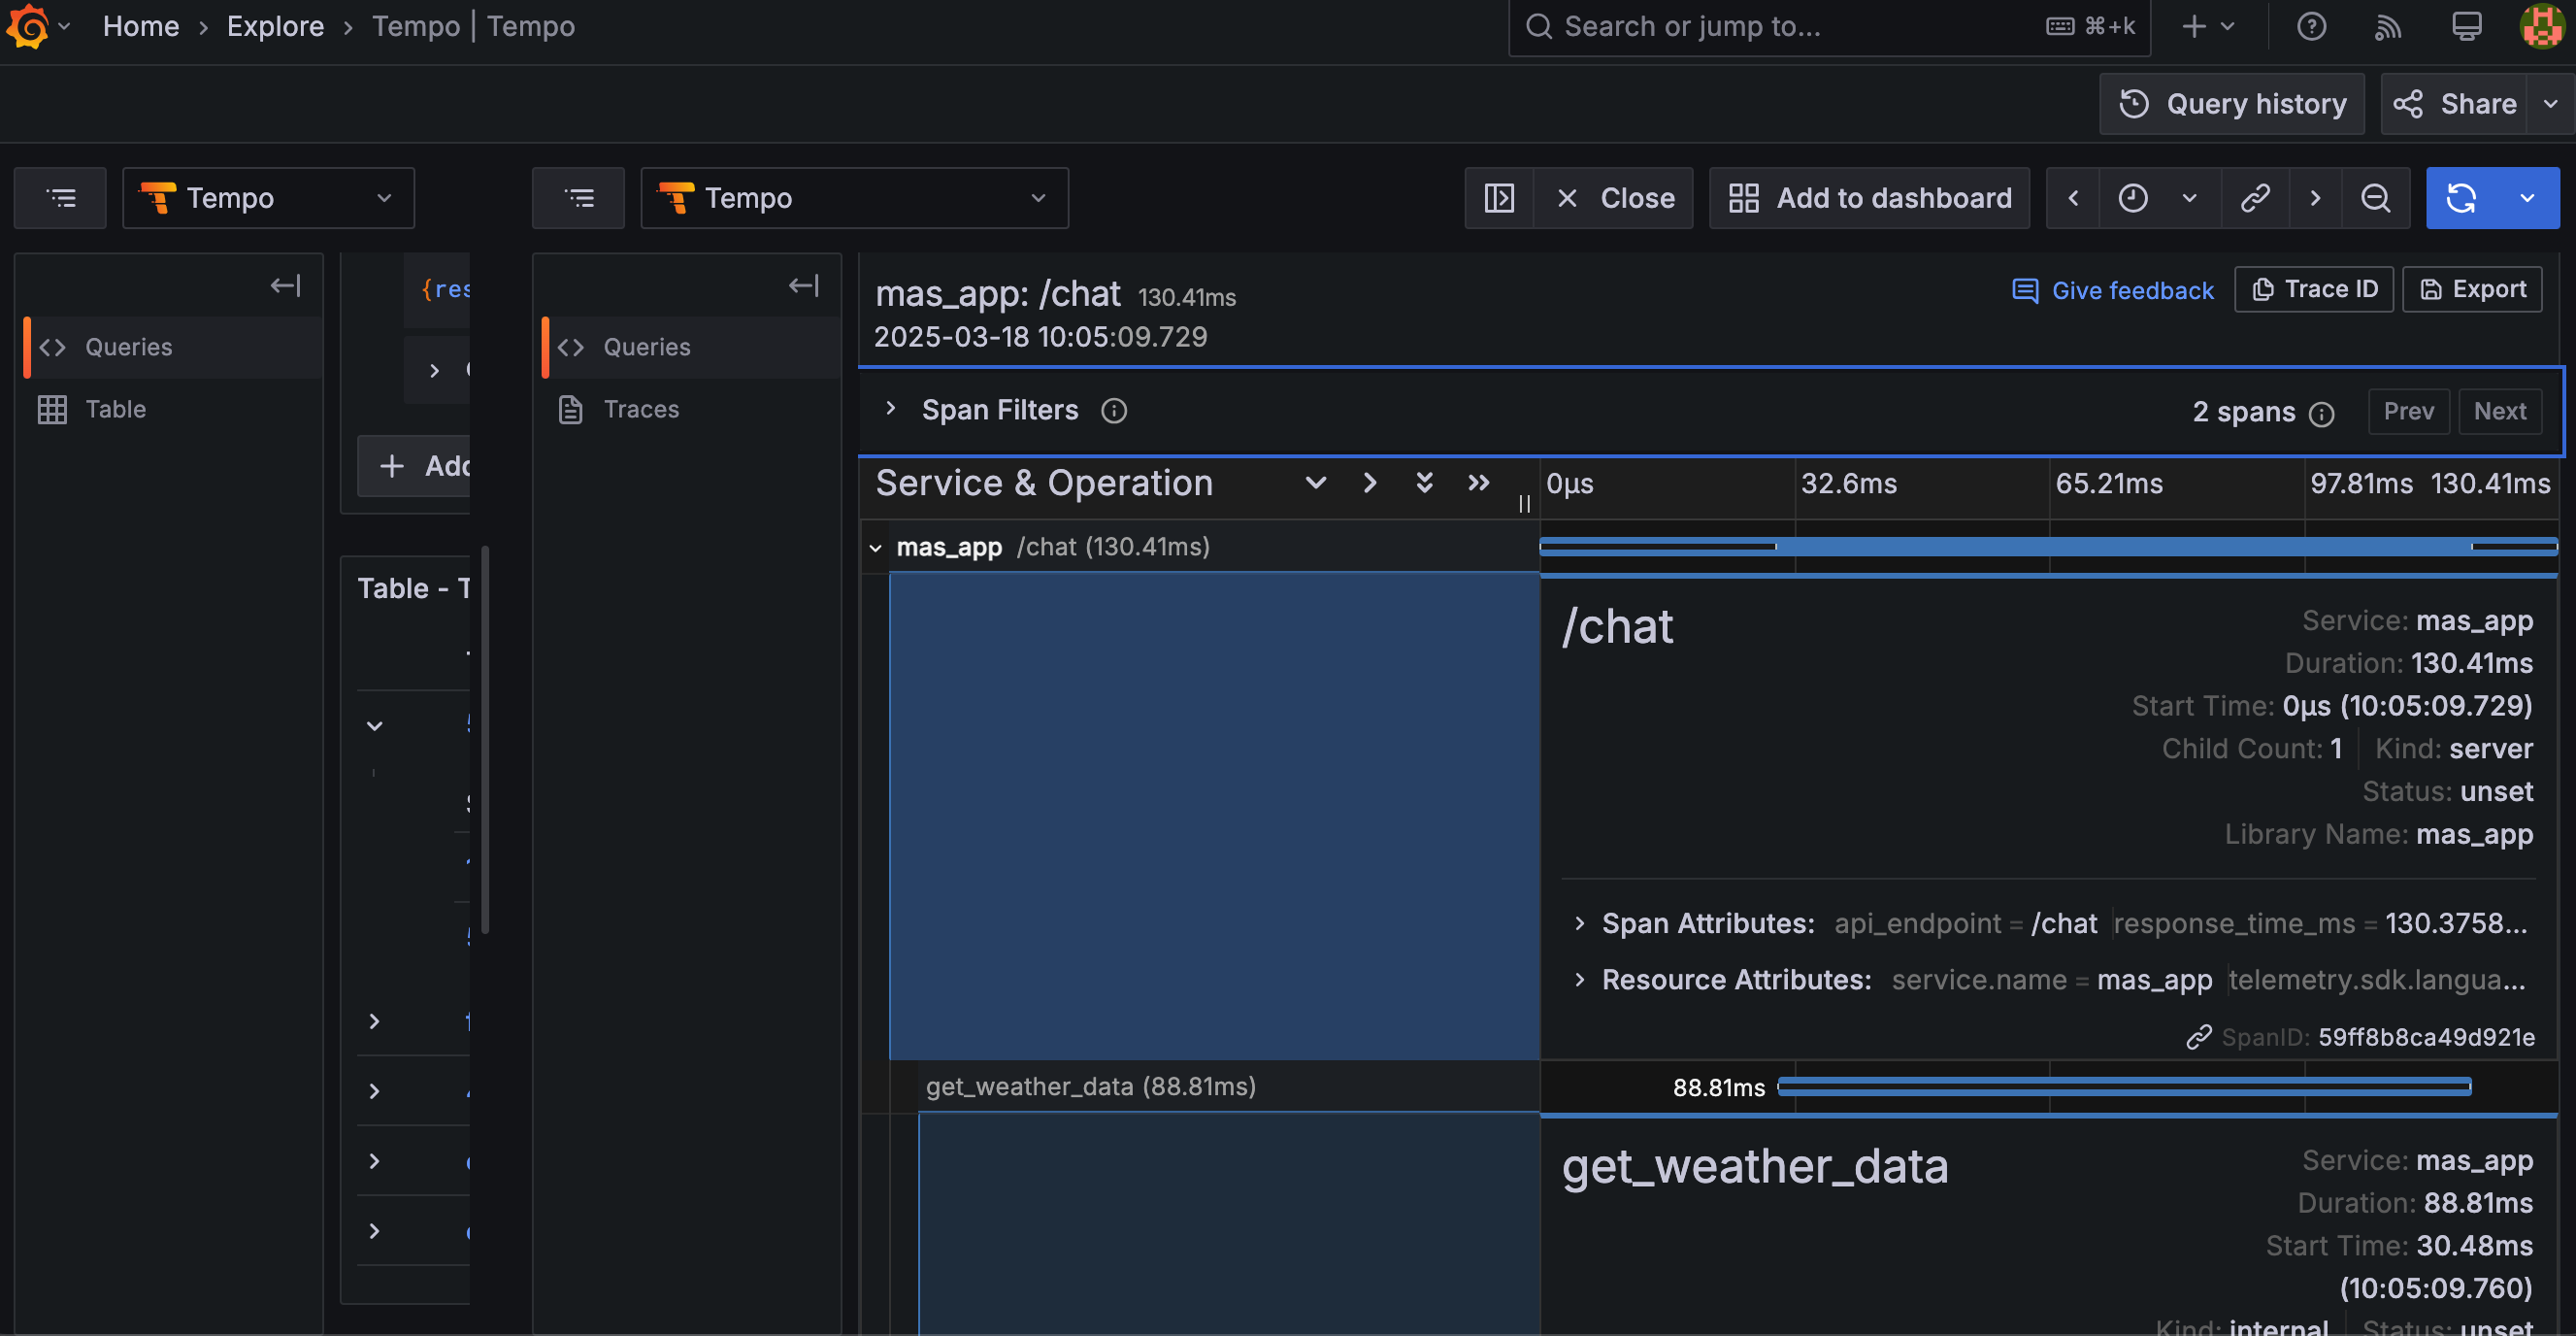 Home › Explore › Tempo | Tempo
Search or jump to...
⌘+k
Query history
Share
Tempo
Tempo
Close
Add to dashboard
Queries
Table
{res
Add
Table - T
Queries
Traces
mas_app: /chat 130.41ms
2025-03-18 10:05:09.729
Give feedback
Trace ID
Export
Span Filters
2 spans
Prev
Next
Service & Operation
0μs
32.6ms
65.21ms
97.81ms
130.41ms
mas_app /chat (130.41ms)
/chat
Service: mas_app
Duration: 130.41ms
Start Time: 0μs (10:05:09.729)
Child Count: 1 | Kind: server
Status: unset
Library Name: mas_app
Span Attributes: api_endpoint = /chat | response_time_ms = 130.3758...
Resource Attributes: service.name = mas_app | telemetry.sdk.langua...
SpanID: 59ff8b8ca49d921e
get_weather_data (88.81ms)
88.81ms
get_weather_data
Service: mas_app
Duration: 88.81ms
Start Time: 30.48ms
(10:05:09.760)
Kind: internal | Status: unset